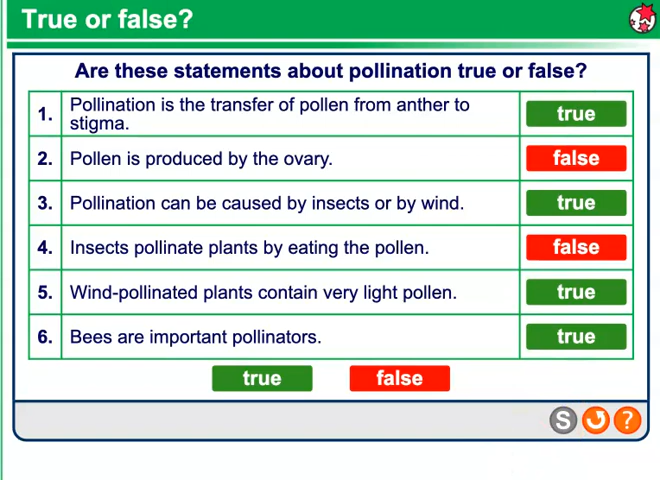 True or false?
Are these statements about pollination true or false?
1. Pollination is the transfer of pollen from anther to
stigma.
true
2. Pollen is produced by the ovary.
false
3. Pollination can be caused by insects or by wind.
true
4. Insects pollinate plants by eating the pollen.
false
5. Wind-pollinated plants contain very light pollen.
true
6. Bees are important pollinators.
true
true false
S ?